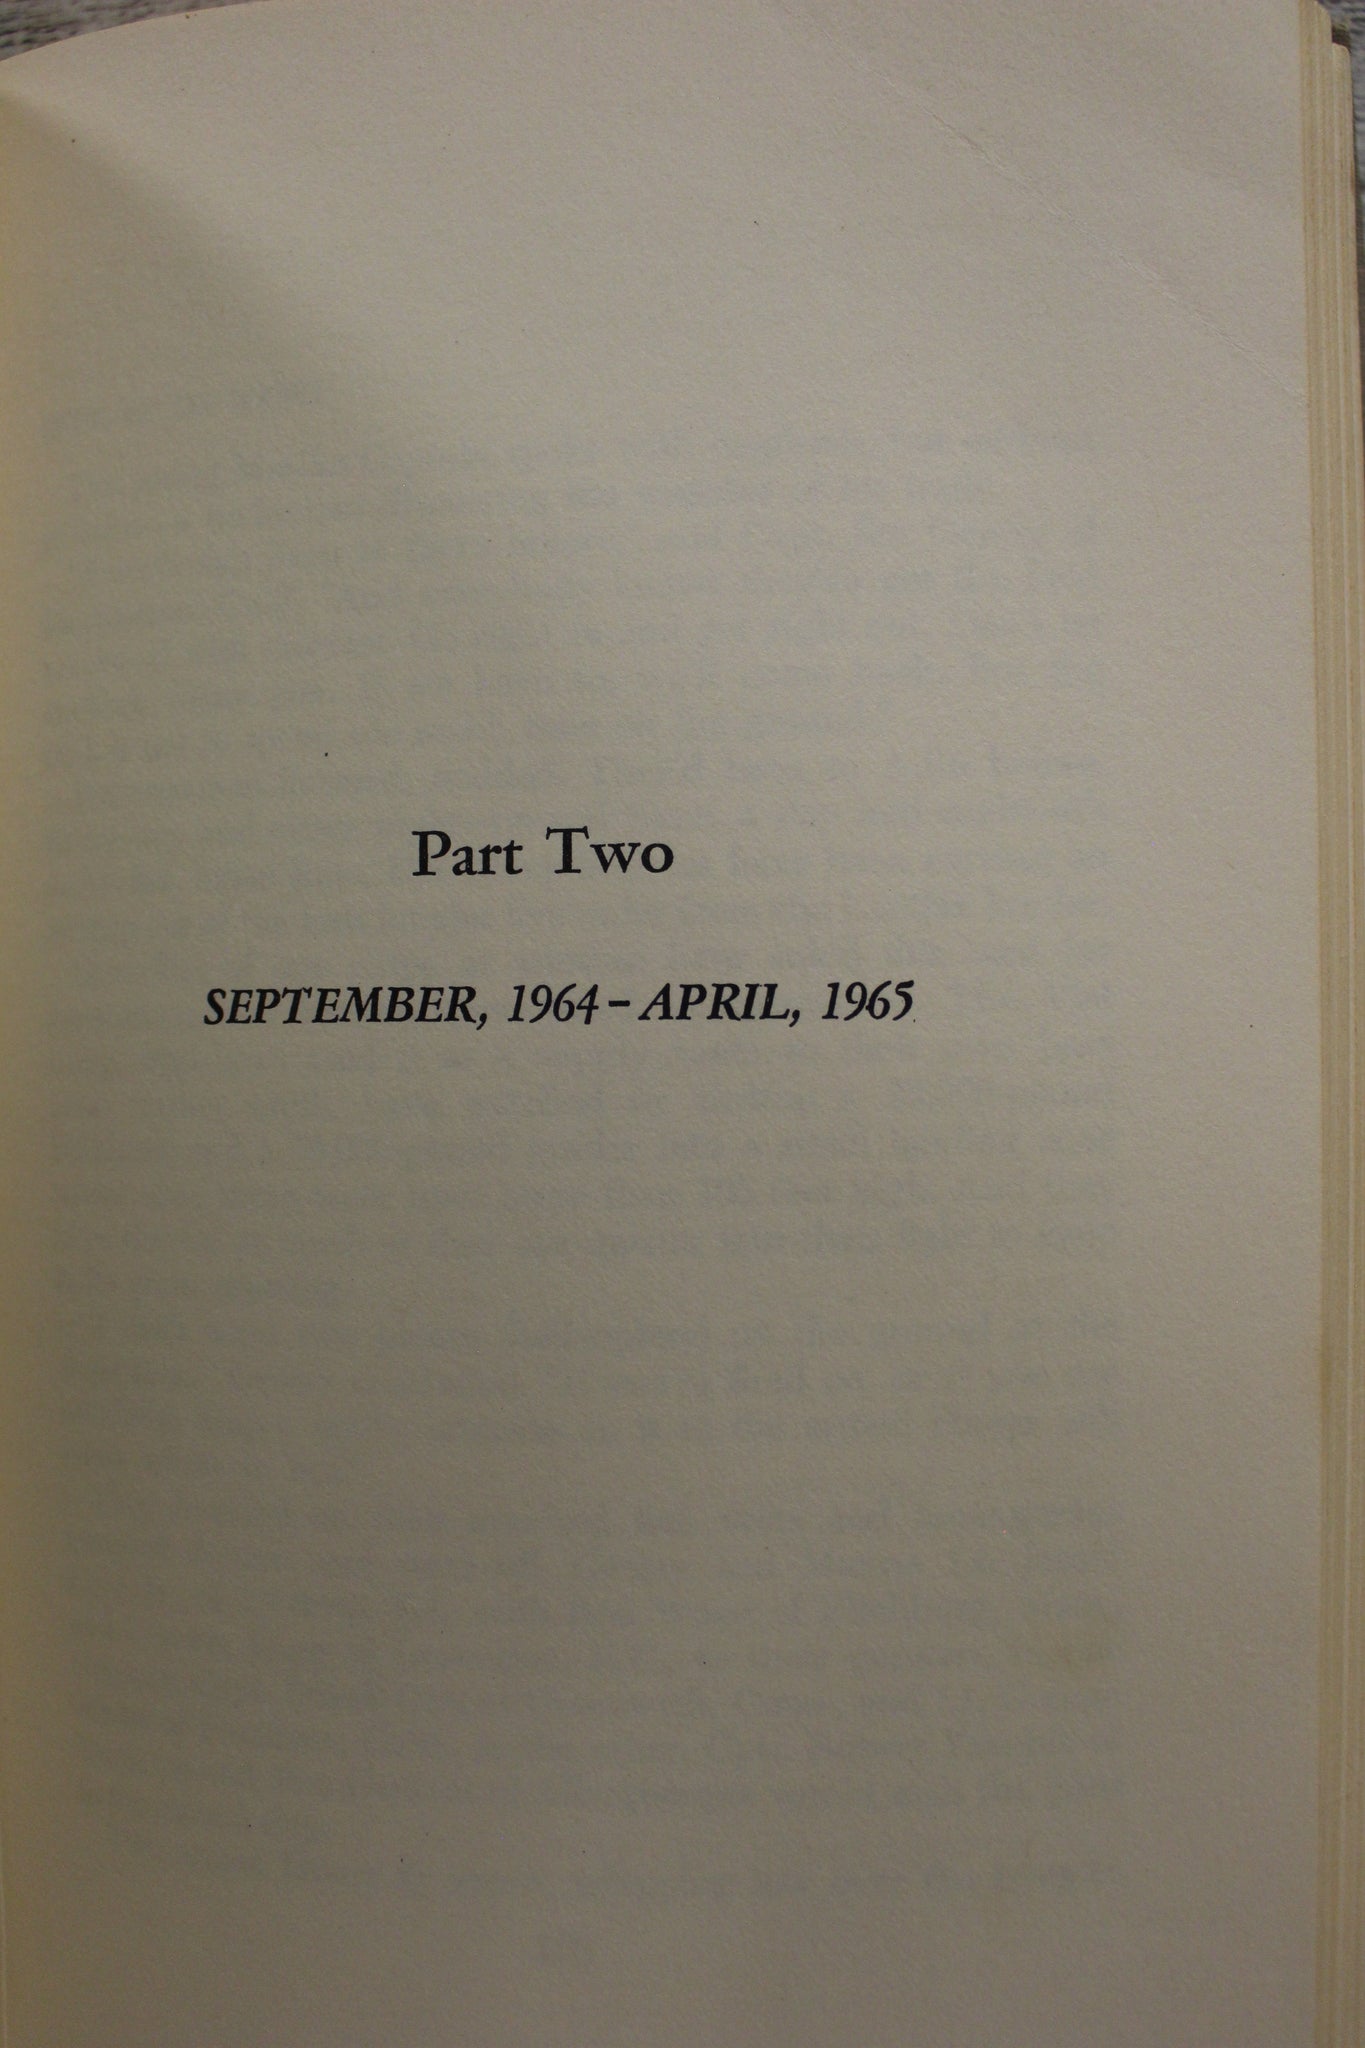 Part Two
SEPTEMBER, 1964–APRIL, 1965